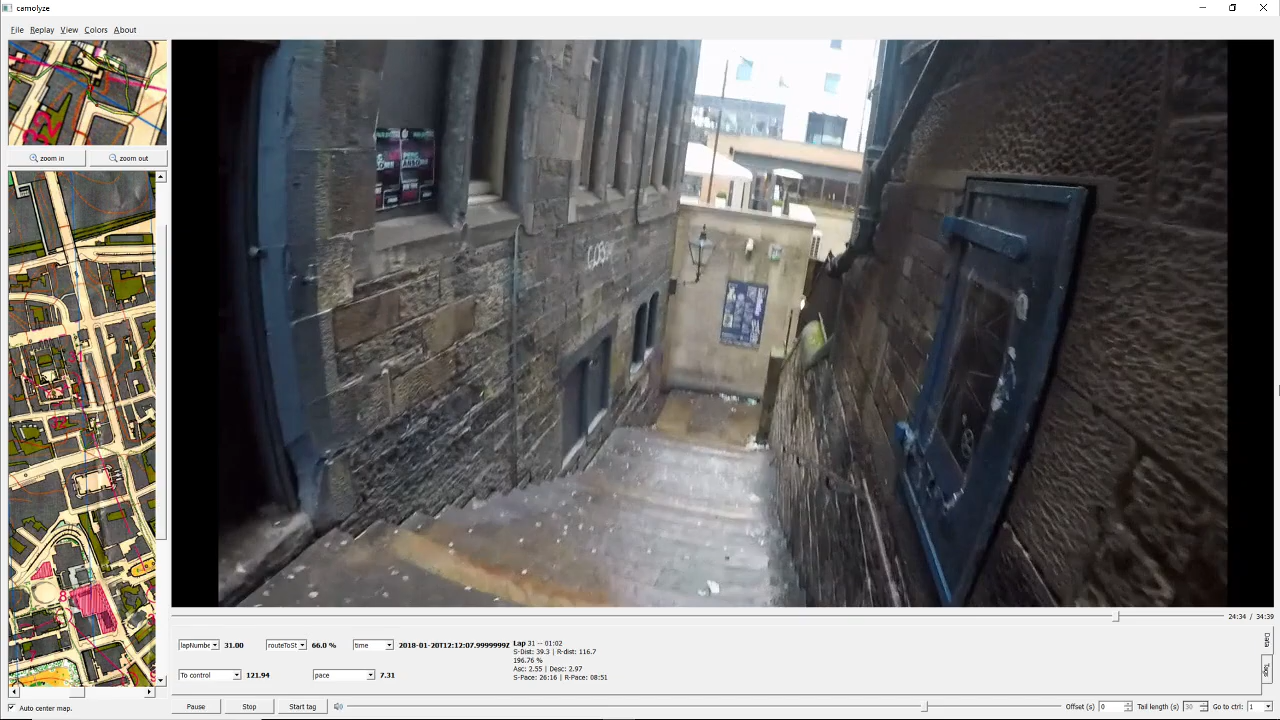 camolyze
File Replay View Colors About
zoom in zoom out
31
8
24:34 / 34:39
Data
Tags
lapNumbe 31.00 routeToSt 66.0 % time 2018-01-20T12:12:07.9999999Z
Lap 31 -- 01:02
S-Dist: 39.3 | R-dist: 116.7
196.76 %
Asc: 2.55 | Desc: 2.97
S-Pace: 26:16 | R-Pace: 08:51
To control 121.94 pace 7.31
Auto center map.
Pause Stop Start tag Offset (s) 0 Tail length (s) 30 Go to ctrl: 1